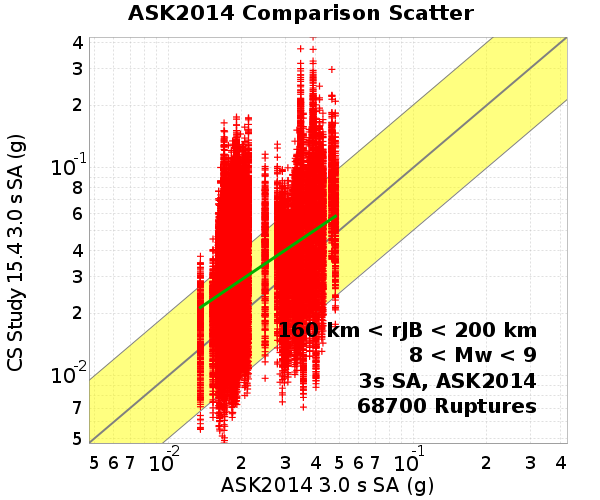 ASK2014 Comparison Scatter
4
3
2
10-1
8
6
4
3
2
10-2
7
5
CS Study 15.4 3.0 s SA (g)
160 km < rJB < 200 km
8 < Mw < 9
3s SA, ASK2014
68700 Ruptures
5 6 7 10-2 2 3 4 5 6 7 10-1 2 3 4
ASK2014 3.0 s SA (g)